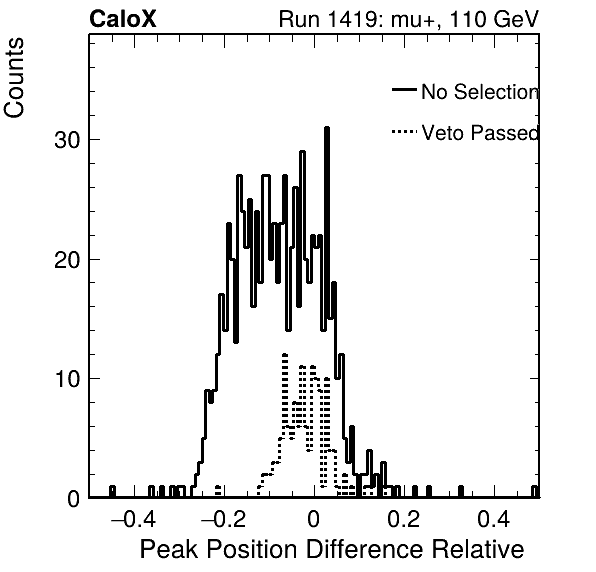 CaloX Run 1419: mu+, 110 GeV
Counts
No Selection
Veto Passed
30
20
10
0
−0.4 −0.2 0 0.2 0.4
Peak Position Difference Relative